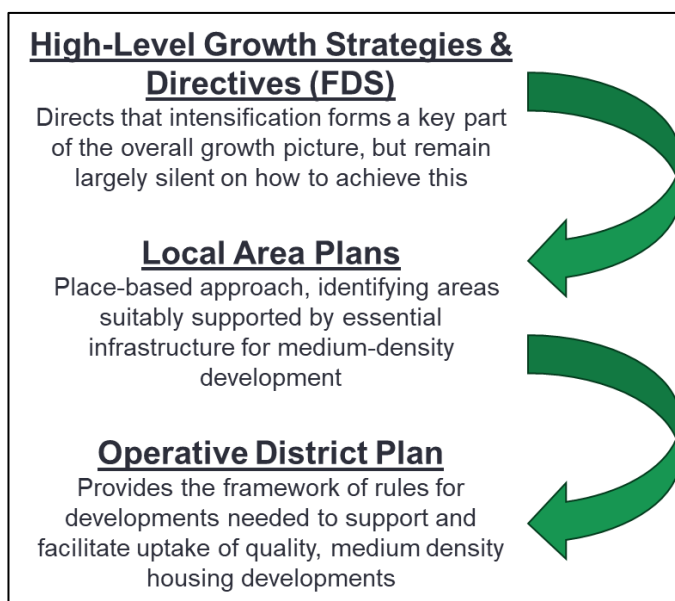 High-Level Growth Strategies &
Directives (FDS)
Directs that intensification forms a key part
of the overall growth picture, but remain
largely silent on how to achieve this
Local Area Plans
Place-based approach, identifying areas
suitably supported by essential
infrastructure for medium-density
development
Operative District Plan
Provides the framework of rules for
developments needed to support and
facilitate uptake of quality, medium density
housing developments